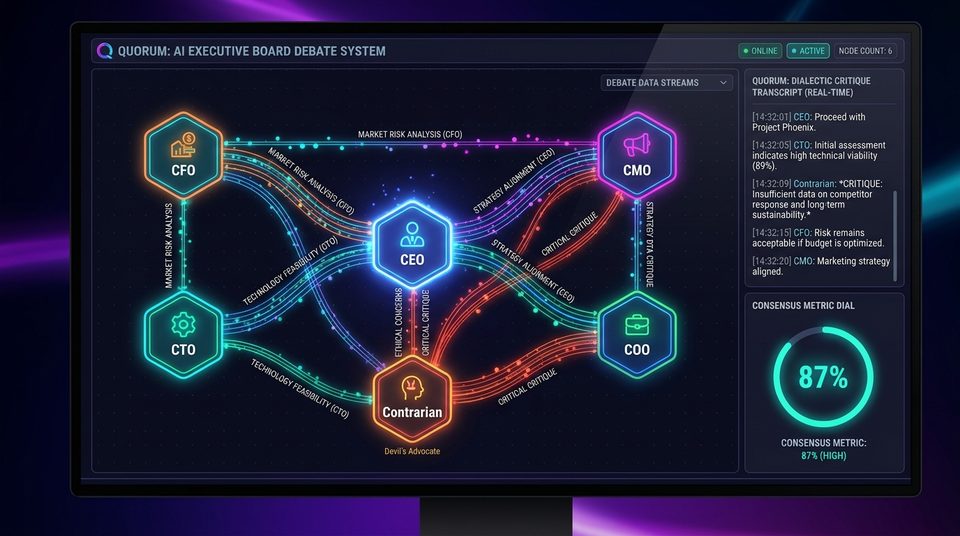 QUORUM: AI EXECUTIVE BOARD DEBATE SYSTEM
ONLINE
ACTIVE
NODE COUNT: 6
DEBATE DATA STREAMS
MARKET RISK ANALYSIS (CFO)
CFO
MARKET RISK ANALYSIS (CFO)
STRATEGY ALIGNMENT (CEO)
CMO
MARKET RISK ANALYSIS
CEO
CRITICAL CRITIQUE
STRATEGY DTA CRITIQUE
TECHNOLOGY FEASIBILITY (CTO)
STRATEGY ALIGNMENT (CEO)
CTO
ETHICAL CONCERNS
CRITICAL CRITIQUE
COO
TECHNOLOGY FEASIBILITY (CTO)
Contrarian
CRITICAL CRITIQUE
Devil's Advocate
QUORUM: DIALECTIC CRITIQUE
TRANSCRIPT (REAL-TIME)
[14:32:01] CEO: Proceed with
Project Phoenix.
[14:32:05] CTO: Initial assessment
indicates high technical viability
(89%).
[14:32:09] Contrarian: *CRITIQUE:
Insufficient data on competitor
response and long-term
sustainability.*
[14:32:15] CFO: Risk remains
acceptable if budget is optimized.
[14:32:20] CMO: Marketing strategy
aligned.
CONSENSUS METRIC DIAL
87%
CONSENSUS METRIC:
87% (HIGH)